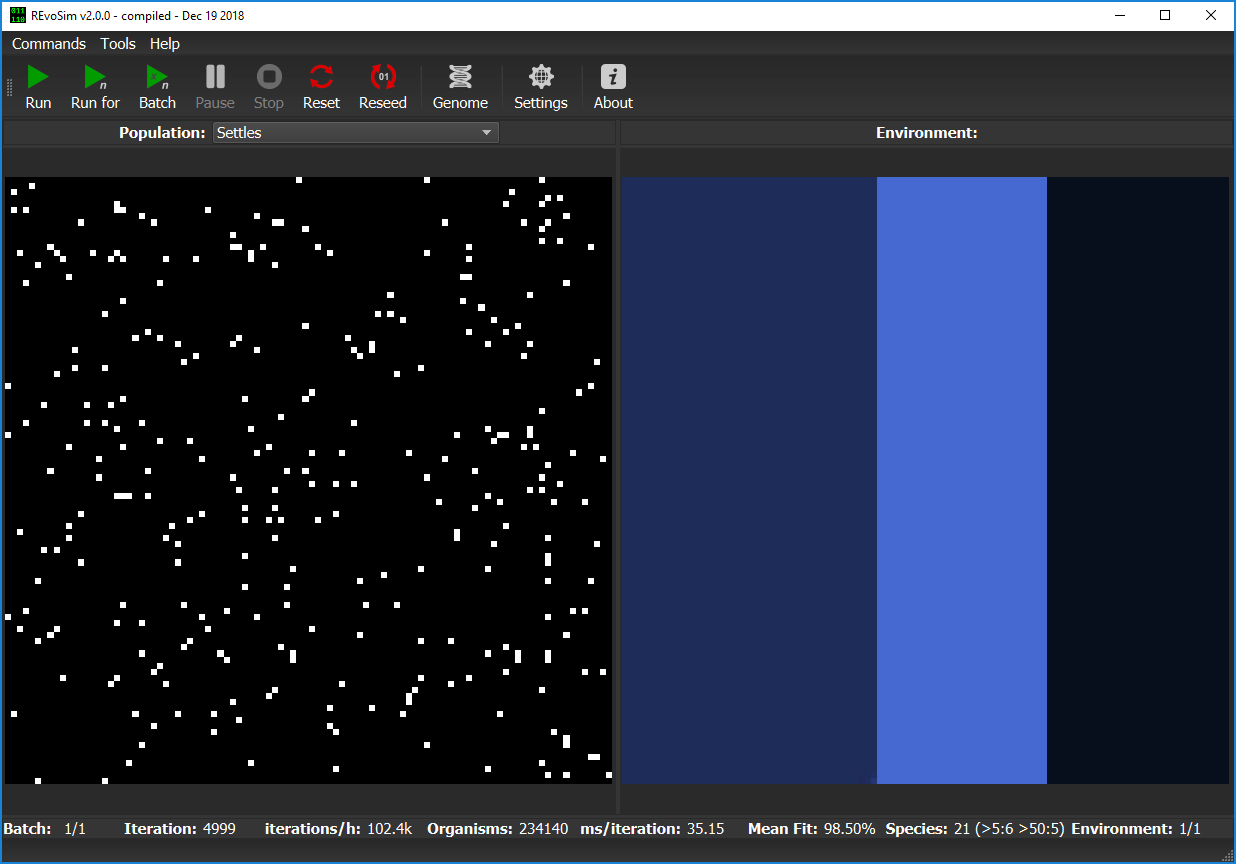 REvoSim v2.0.0 - compiled - Dec 19 2018
Commands Tools Help
Run Run for Batch Pause Stop Reset Reseed Genome Settings About
Population: Settles Environment:
Batch: 1/1 Iteration: 4999 iterations/h: 102.4k Organisms: 234140 ms/iteration: 35.15 Mean Fit: 98.50% Species: 21 (>5:6 >50:5) Environment: 1/1